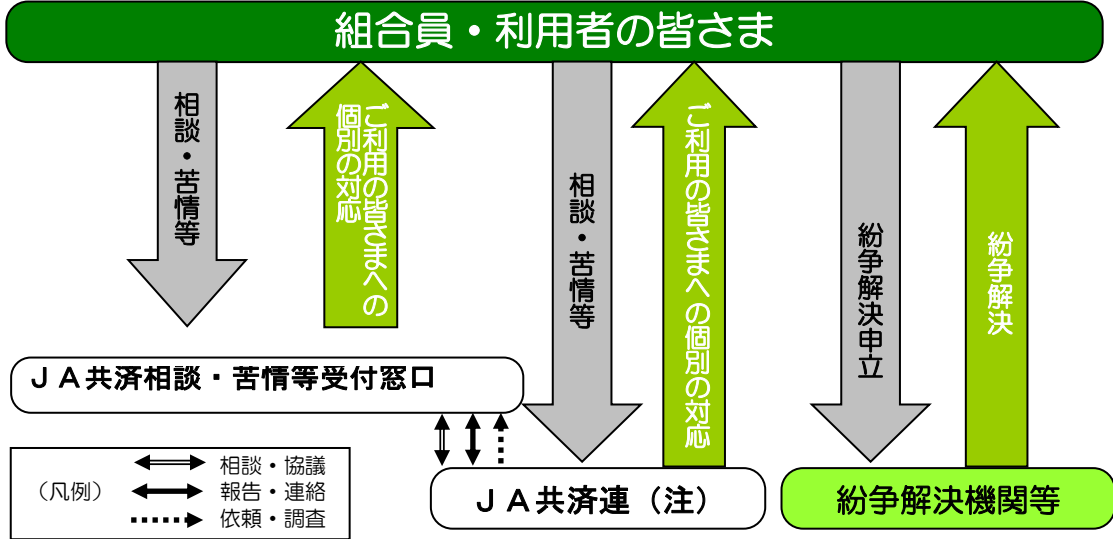 組合員・利用者の皆さま
相談・苦情等
ご利用の皆さまへの
個別の対応
相談・苦情等
ご利用の皆さまへの個別の対応
紛争解決申立
紛争解決
ＪＡ共済相談・苦情等受付窓口
（凡例）
相談・協議
報告・連絡
依頼・調査
ＪＡ共済連（注）
紛争解決機関等